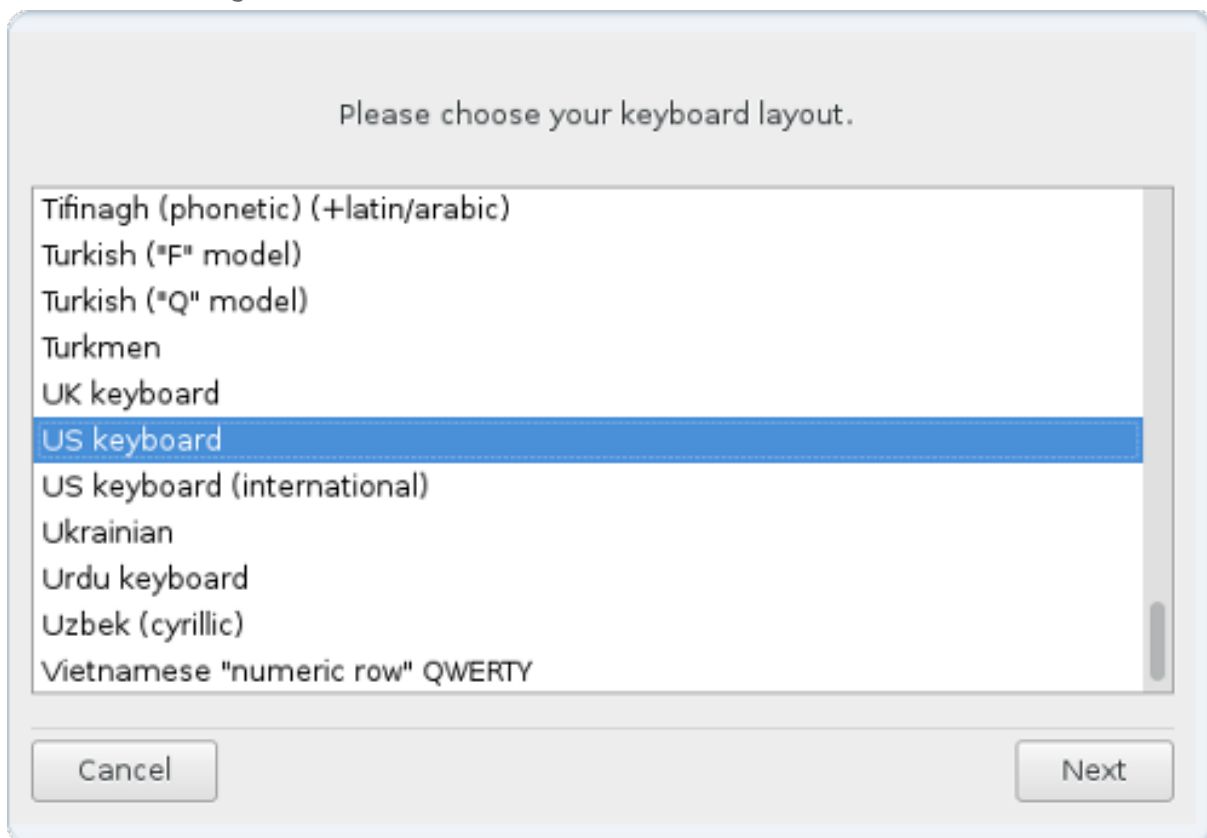 Please choose your keyboard layout.
Tifinagh (phonetic) (+latin/arabic)
Turkish ("F" model)
Turkish ("Q" model)
Turkmen
UK keyboard
US keyboard
US keyboard (international)
Ukrainian
Urdu keyboard
Uzbek (cyrillic)
Vietnamese "numeric row" QWERTY
Cancel
Next